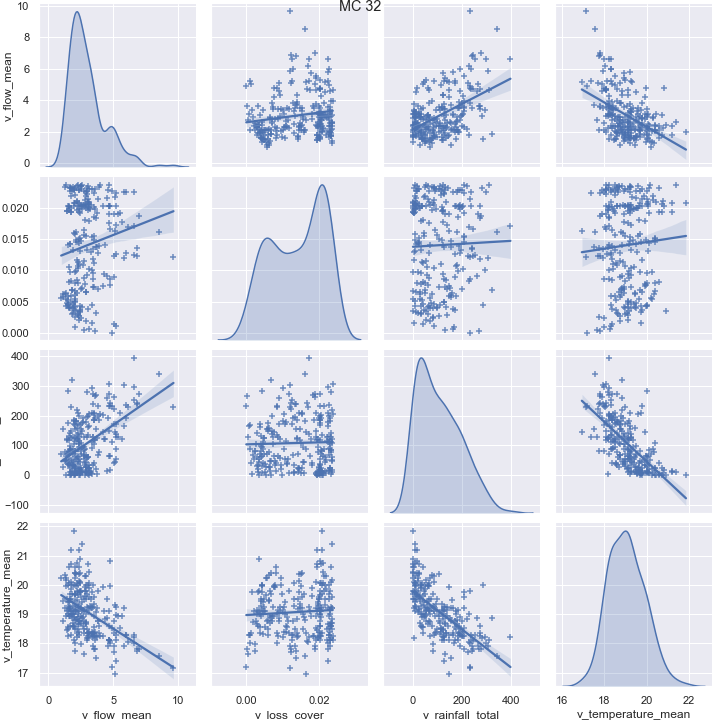 MC 32
10
8
6
4
2
0
v_flow_mean
0.020
0.015
0.010
0.005
0.000
400
300
200
100
0
−100
22
21
20
19
18
17
v_temperature_mean
0 5 10
0.00 0.02
0 200 400
16 18 20 22
v_flow_mean
v_loss_cover
v_rainfall_total
v_temperature_mean